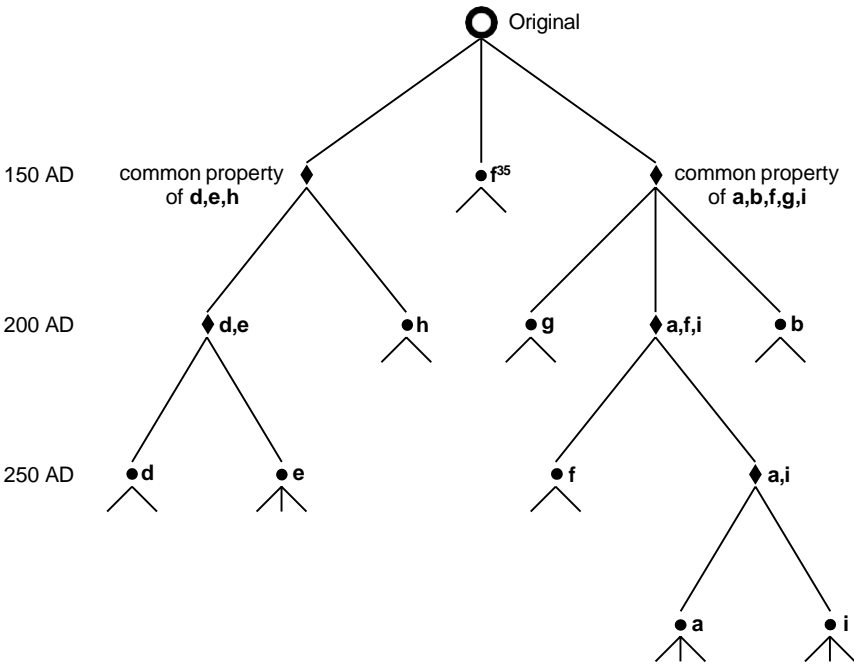 Original
150 AD
common property
of d,e,h
f³⁵
common property
of a,b,f,g,i
200 AD
d,e
h
g
a,f,i
b
250 AD
d
e
f
a,i
a
i